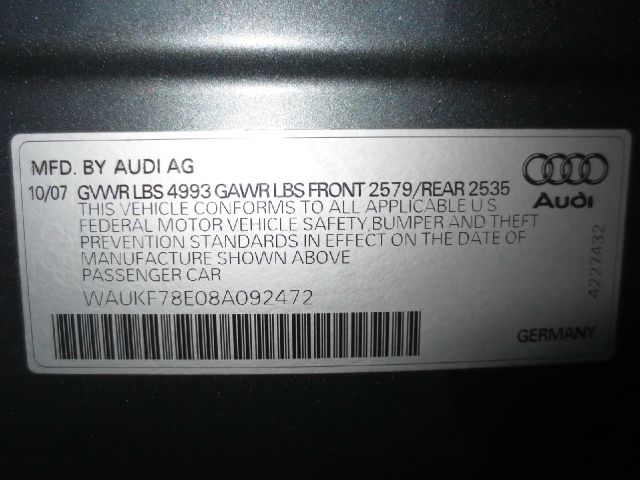 MFD. BY AUDI AG
10/07 GVWR LBS 4993 GAWR LBS FRONT 2579/REAR 2535
THIS VEHICLE CONFORMS TO ALL APPLICABLE U.S.
FEDERAL MOTOR VEHICLE SAFETY, BUMPER AND THEFT
PREVENTION STANDARDS IN EFFECT ON THE DATE OF
MANUFACTURE SHOWN ABOVE
PASSENGER CAR
WAUKF78E08A092472
Audi
4227432
GERMANY